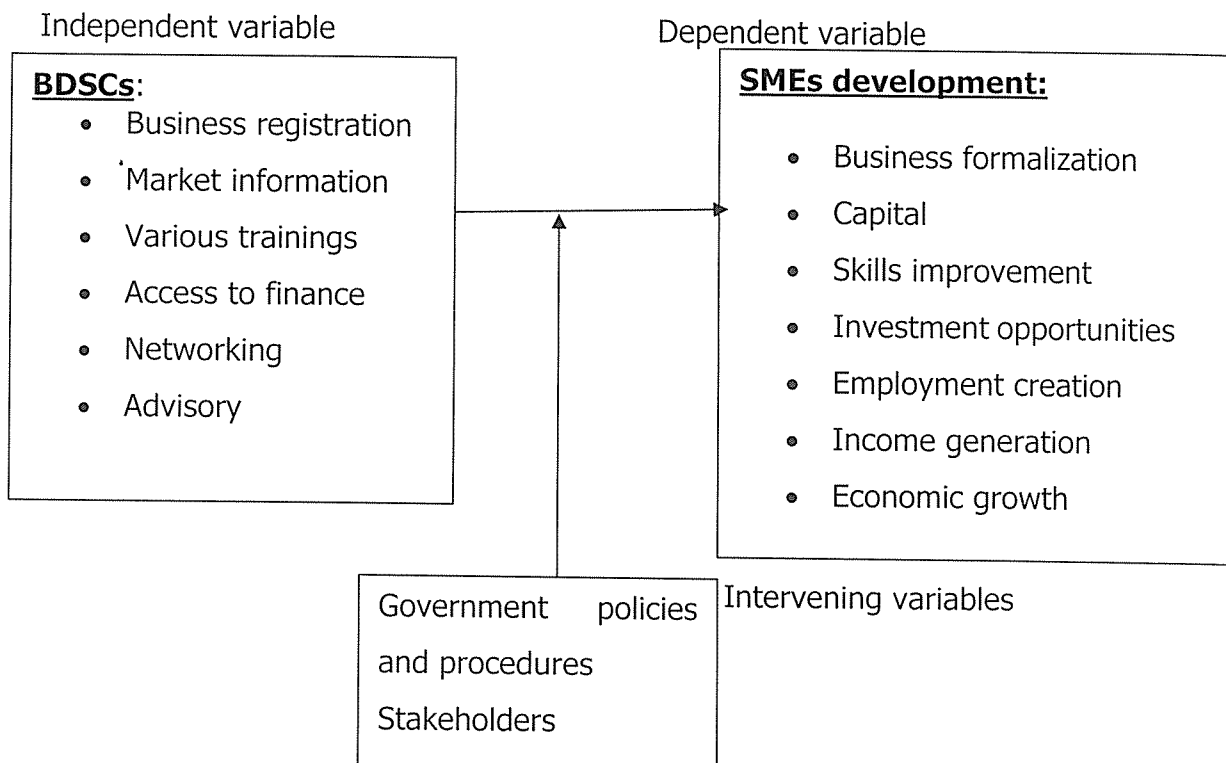 Independent variable
BDSCs:
• Business registration
• Market information
• Various trainings
• Access to finance
• Networking
• Advisory
Dependent variable
SMEs development:
• Business formalization
• Capital
• Skills improvement
• Investment opportunities
• Employment creation
• Income generation
• Economic growth
Government policies
and procedures
Stakeholders
Intervening variables